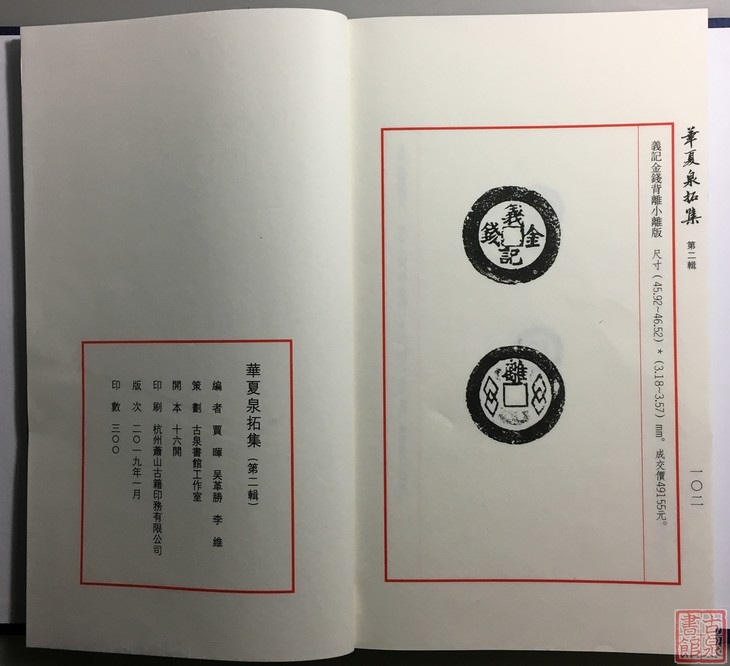 華夏泉拓集
第二輯
一〇二
義記金錢背離小離版 尺寸(45.92~46.52)*(3.18~3.57)mm。成交價49155元。
義記金錢
離
華夏泉拓集(第二輯)
編者 賈暉 吴革勝 李維
策劃 古泉書館工作室
開本 十六開
印刷 杭州蕭山古籍印務有限公司
版次 二〇一九年一月
印數 三〇〇
古泉書館